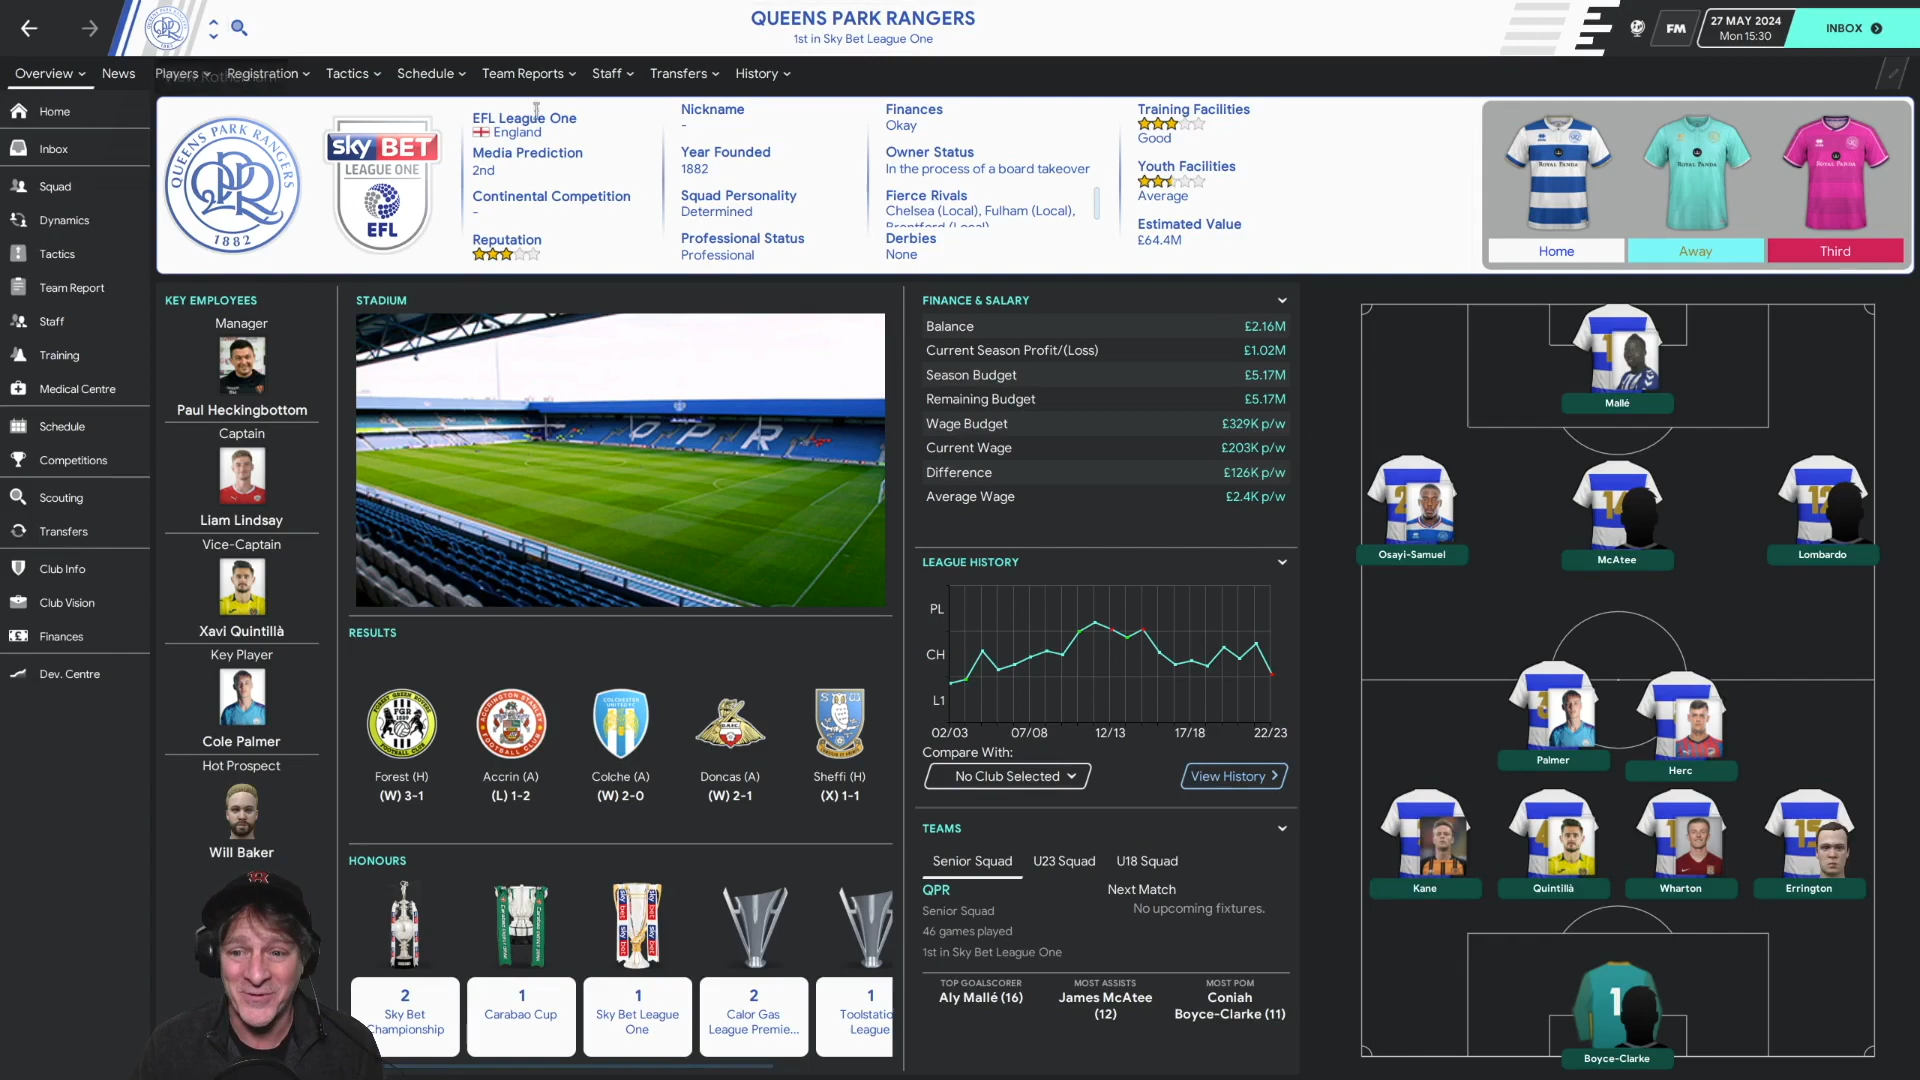 QUEENS PARK RANGERS
1st in Sky Bet League One
FM
27 MAY 2024
Mon 15:30
INBOX
Overview
News
Players
Registration
Tactics
Schedule
Team Reports
Staff
Transfers
History
Home
Inbox
Squad
Dynamics
Tactics
Team Report
Staff
Training
Medical Centre
Schedule
Competitions
Scouting
Transfers
Club Info
Club Vision
Finances
Dev. Centre
QUEENS PARK RANGERS
1882
sky BET
LEAGUE ONE
EFL
EFL League One
England
Media Prediction
2nd
Continental Competition
-
Reputation
Nickname
-
Year Founded
1882
Squad Personality
Determined
Professional Status
Professional
Finances
Okay
Owner Status
In the process of a board takeover
Fierce Rivals
Chelsea (Local), Fulham (Local),
Brentford (Local)
Derbies
None
Training Facilities
Good
Youth Facilities
Average
Estimated Value
£64.4M
ROYAL PANDA
ROYAL PANDA
ROYAL PANDA
Home
Away
Third
KEY EMPLOYEES
Manager
Paul Heckingbottom
Captain
Liam Lindsay
Vice-Captain
Xavi Quintillà
Key Player
Cole Palmer
Hot Prospect
Will Baker
STADIUM
Q P R
RESULTS
Forest (H)
(W) 3-1
Accrin (A)
(L) 1-2
Colche (A)
(W) 2-0
Doncas (A)
(W) 2-1
Sheffi (H)
(X) 1-1
HONOURS
2
Sky Bet
Championship
1
Carabao Cup
1
Sky Bet League
One
2
Calor Gas
League Premie...
1
Toolstatio
League
FINANCE & SALARY
Balance £2.16M
Current Season Profit/(Loss) £1.02M
Season Budget £5.17M
Remaining Budget £5.17M
Wage Budget £329K p/w
Current Wage £203K p/w
Difference £126K p/w
Average Wage £2.4K p/w
LEAGUE HISTORY
PL
CH
L1
02/03 07/08 12/13 17/18 22/23
Compare With:
No Club Selected
View History
TEAMS
Senior Squad
U23 Squad
U18 Squad
QPR
Senior Squad
46 games played
1st in Sky Bet League One
Next Match
No upcoming fixtures.
TOP GOALSCORER
Aly Mallé (16)
MOST ASSISTS
James McAtee
(12)
MOST POM
Coniah
Boyce-Clarke (11)
Mallé
Osayi-Samuel
McAtee
Lombardo
Palmer
Herc
Kane
Quintillà
Wharton
Errington
1
Boyce-Clarke